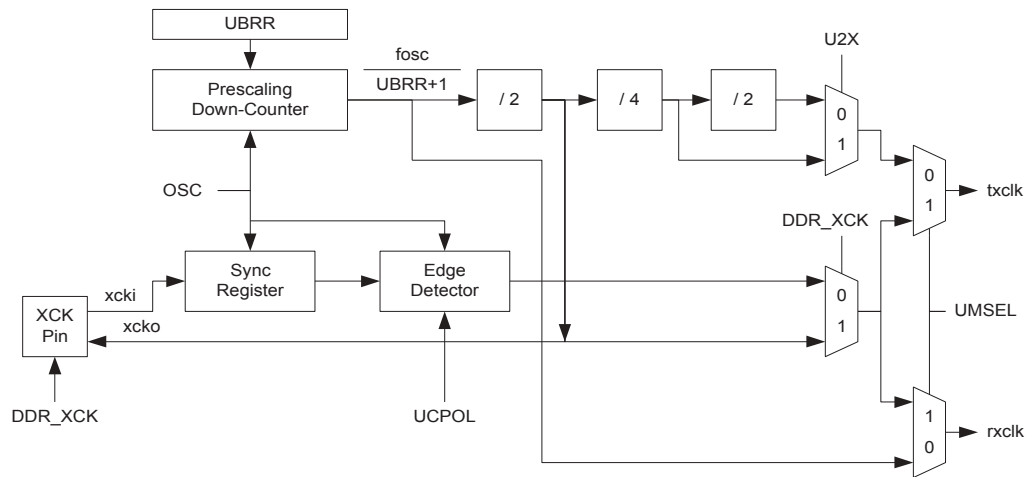 UBRR
fosc
U2X
Prescaling
Down-Counter
UBRR+1
/ 2
/ 4
/ 2
0
1
OSC
0
1
txclk
DDR_XCK
Sync
Register
Edge
Detector
0
1
xcki
XCK
Pin
xcko
UMSEL
DDR_XCK
UCPOL
1
0
rxclk